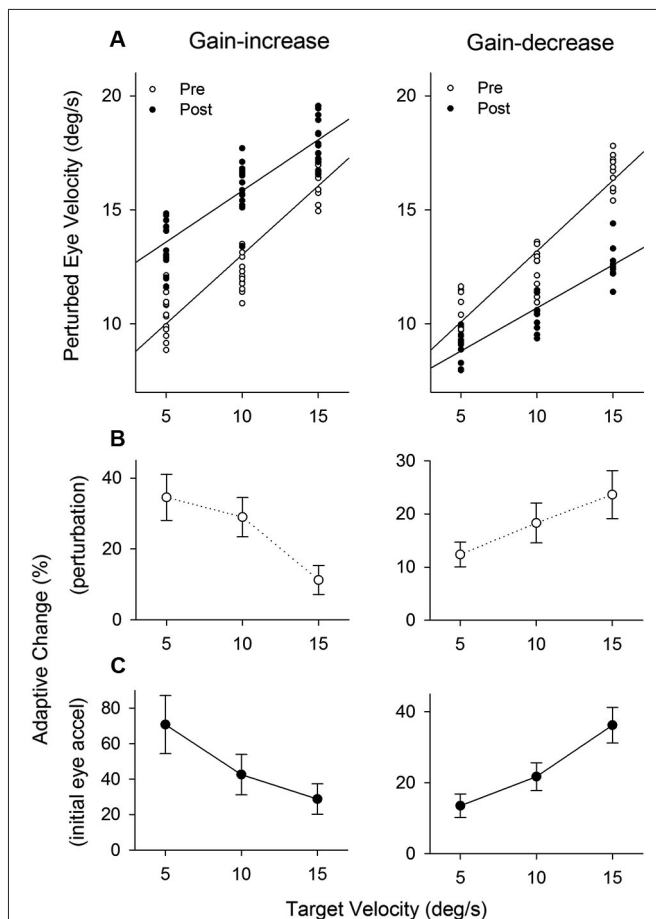 A
Gain-increase
Gain-decrease
Perturbed Eye Velocity (deg/s)
20
15
10
Pre
Post
5 10 15
20
15
10
Pre
Post
5 10 15
B
Adaptive Change (%)
(perturbation)
40
20
0
5 10 15
30
20
10
0
5 10 15
C
(initial eye accel)
80
60
40
20
0
5 10 15
40
20
0
5 10 15
Target Velocity (deg/s)